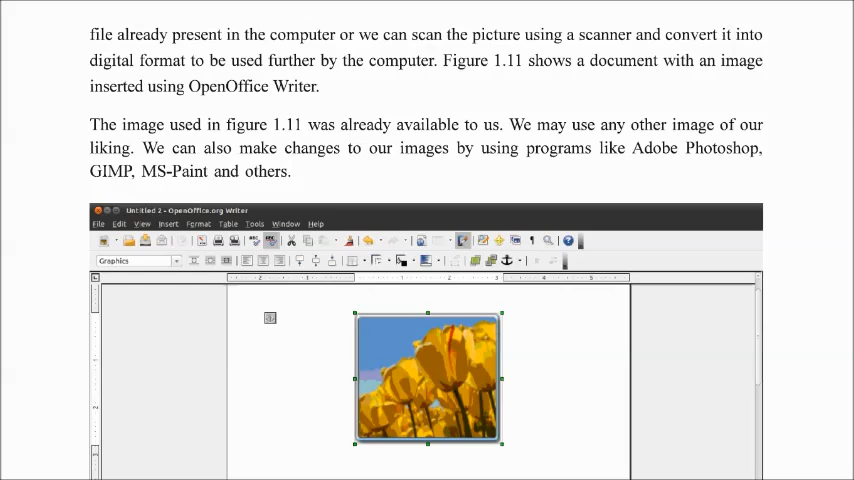 file already present in the computer or we can scan the picture using a scanner and convert it into
digital format to be used further by the computer. Figure 1.11 shows a document with an image
inserted using OpenOffice Writer.
The image used in figure 1.11 was already available to us. We may use any other image of our
liking. We can also make changes to our images by using programs like Adobe Photoshop,
GIMP, MS-Paint and others.
Untitled 2 - OpenOffice.org Writer
File Edit View Insert Format Table Tools Window Help
Graphics